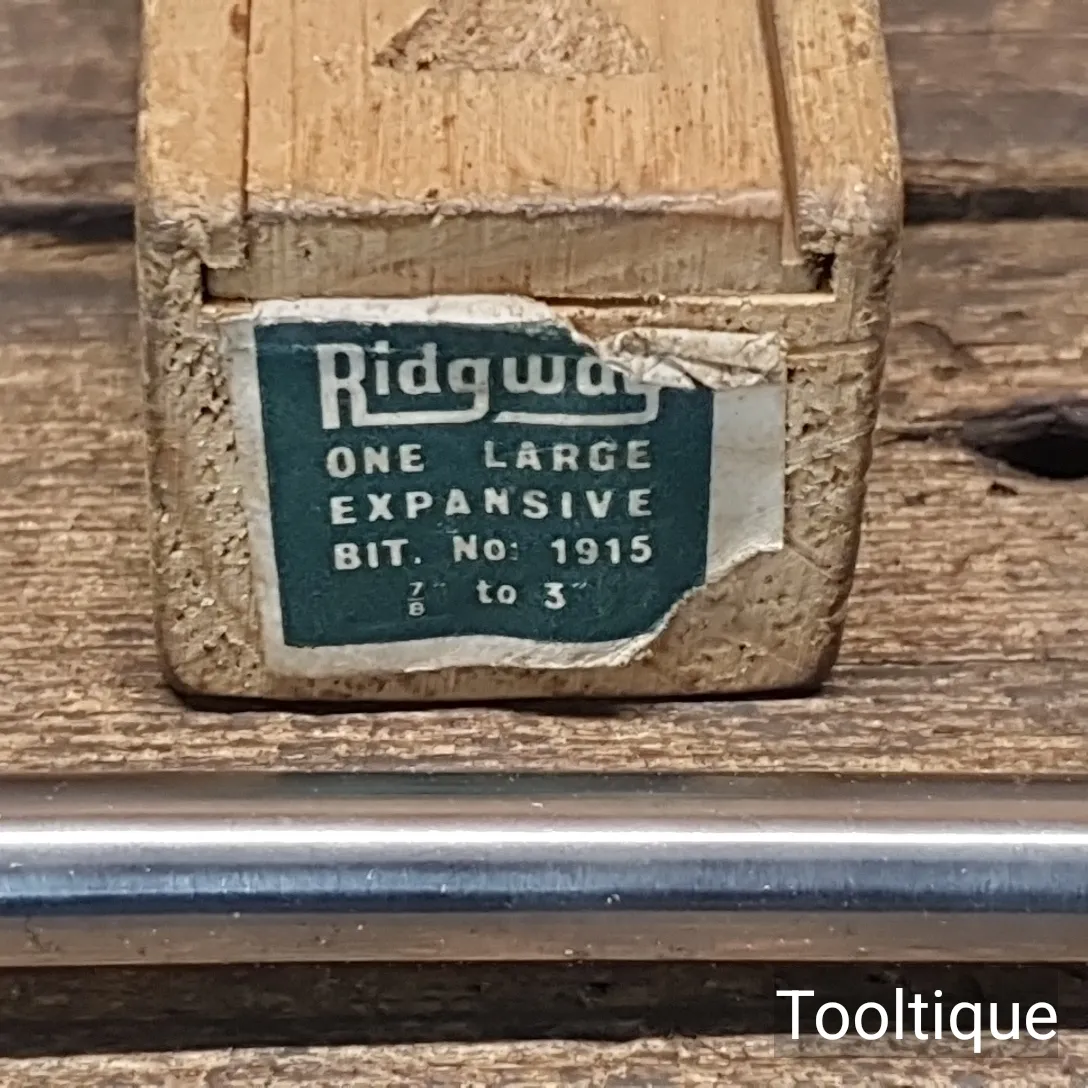 Ridgway
ONE LARGE
EXPANSIVE
BIT. No: 1915
7/8" to 3"
Tooltique